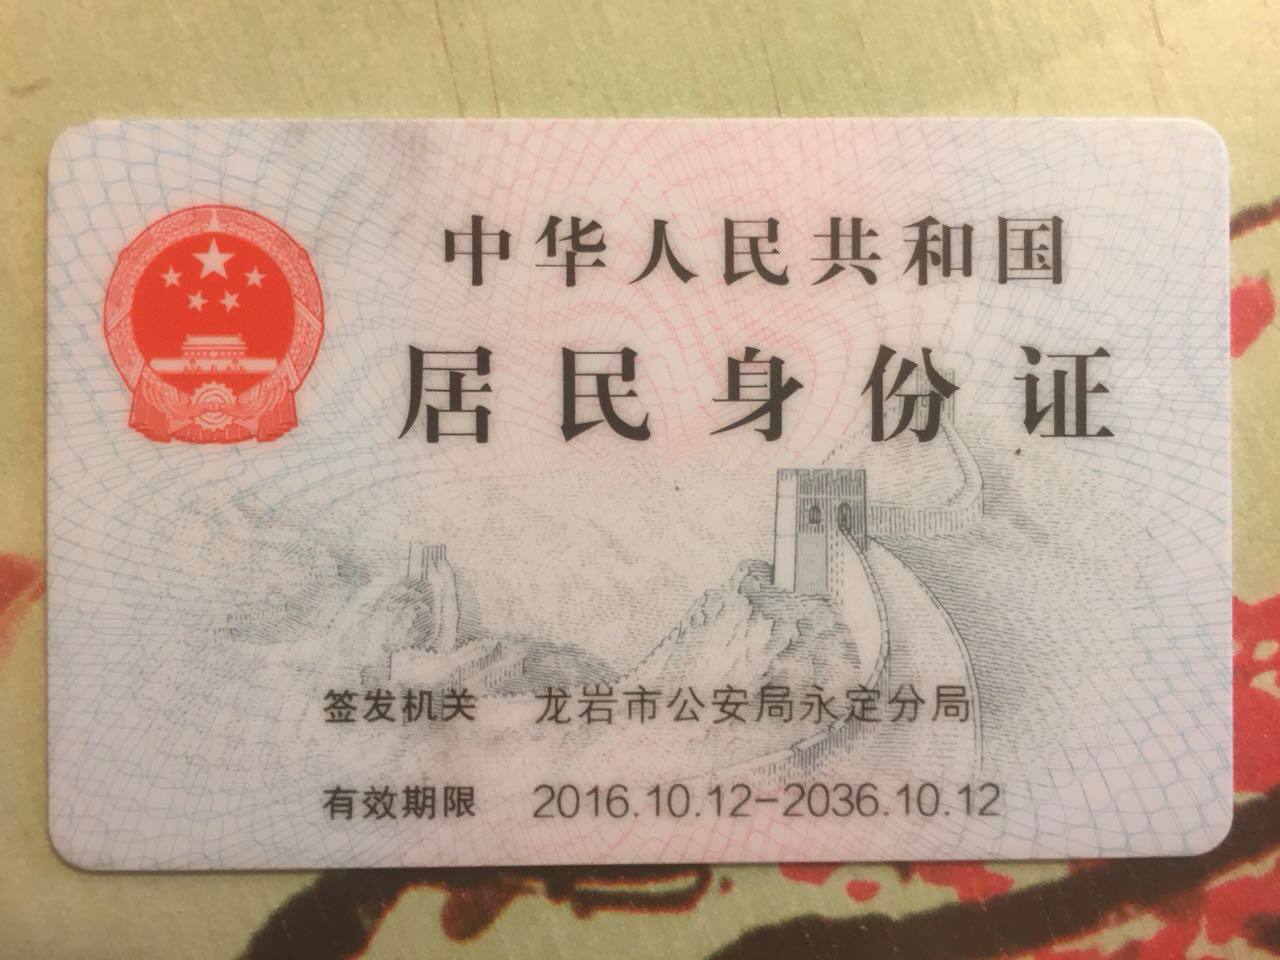 中华人民共和国
居民身份证
签发机关 龙岩市公安局永定分局
有效期限 2016.10.12-2036.10.12